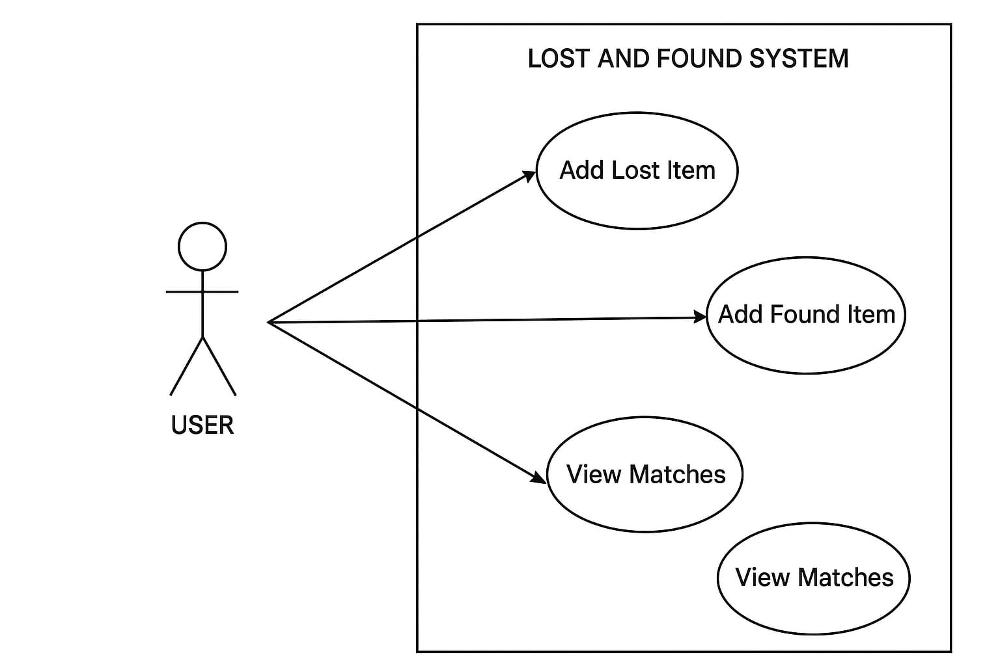 LOST AND FOUND SYSTEM
Add Lost Item
Add Found Item
USER
View Matches
View Matches